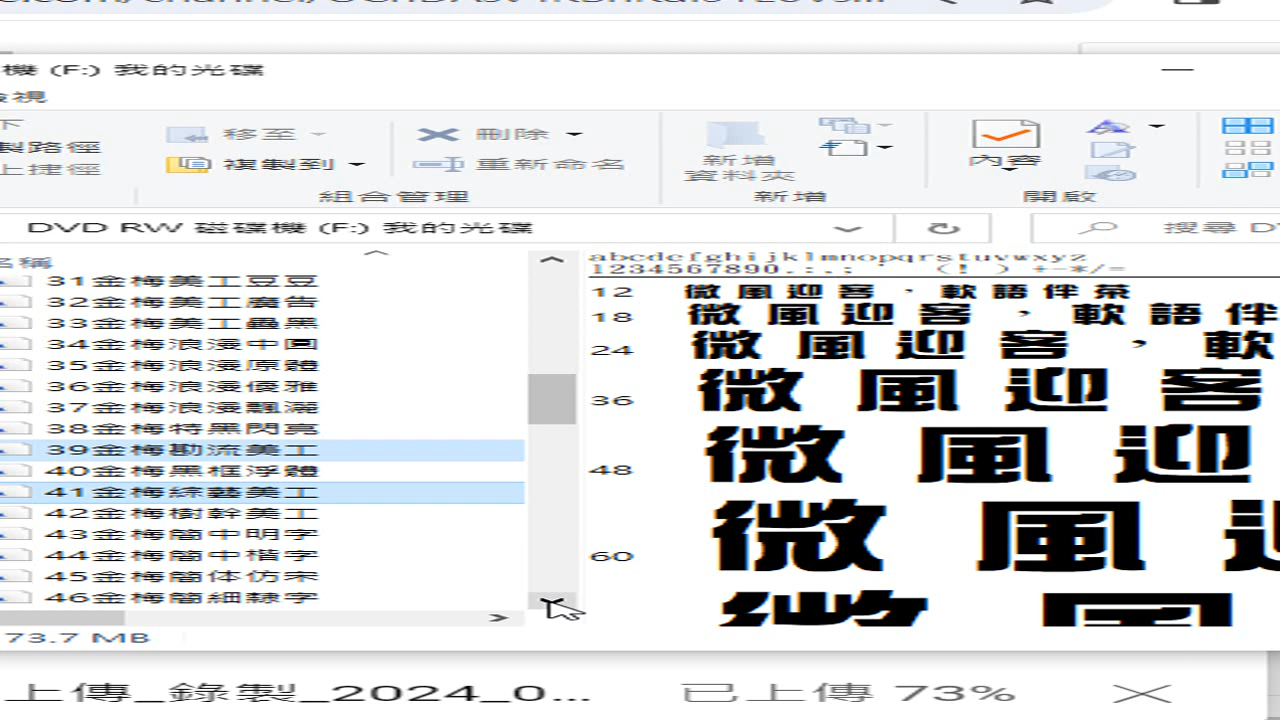 機 (F:) 我的光碟
檢視
移至
刪除
製路徑
複製到
重新命名
新增
資料夾
內容
上捷徑
組合管理
新增
開啟
DVD RW 磁碟機 (F:) 我的光碟
搜尋 D
名稱
31金梅美工豆豆
32金梅美工廣告
33金梅美工蟲黑
34金梅浪漫中圓
35金梅浪漫原體
36金梅浪漫優雅
37金梅浪漫飄灑
38金梅特黑閃亮
39金梅勘流美工
40金梅黑框浮體
41金梅綜藝美工
42金梅樹幹美工
43金梅簡中明字
44金梅簡中楷字
45金梅簡体仿宋
46金梅簡細隸字
73.7 MB
abcdefghijklmnopqrstuvwxyz
1234567890.:,; ' " (! ) +-*/=
12 微風迎客，軟語伴茶
18 微風迎客，軟語伴
24 微風迎客，軟
36 微風迎客
48 微風迎
60 微風迎
微風
上傳_錄製_2024_0... 已上傳 73%